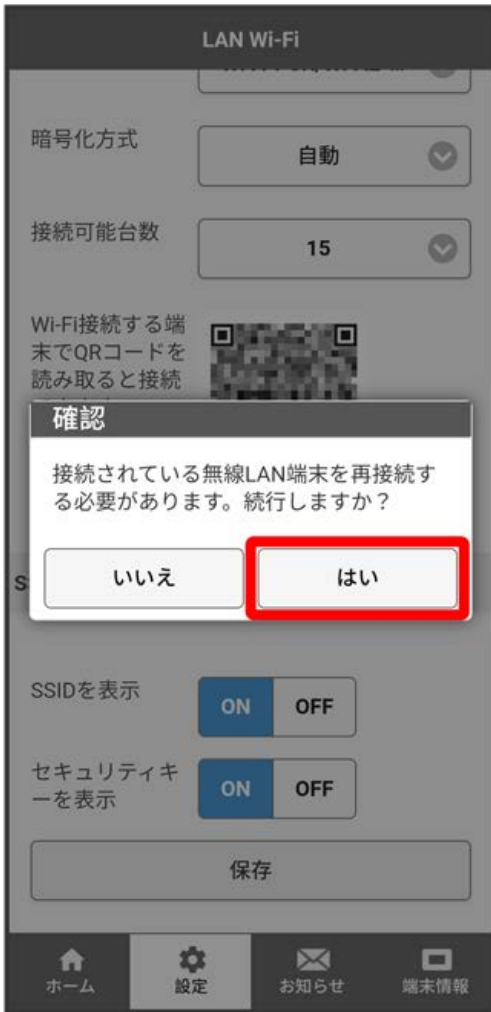 LAN Wi-Fi
暗号化方式
自動
接続可能台数
15
Wi-Fi接続する端
末でQRコードを
読み取ると接続
確認
接続されている無線LAN端末を再接続す
る必要があります。続行しますか？
いいえ
はい
S
SSIDを表示
ON
OFF
セキュリティキ
ーを表示
ON
OFF
保存
ホーム
設定
お知らせ
端末情報